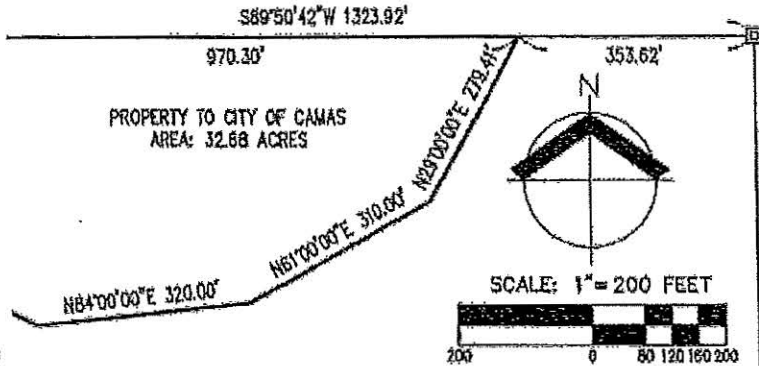 S89°50'42"W 1323.92'
970.30'
353.62'
N29°00'00"E 279.41'
PROPERTY TO CITY OF CAMAS
AREA: 32.68 ACRES
N
N61°00'00"E 310.00'
N84°00'00"E 320.00'
SCALE: 1"= 200 FEET
200 0 80 120 160 200